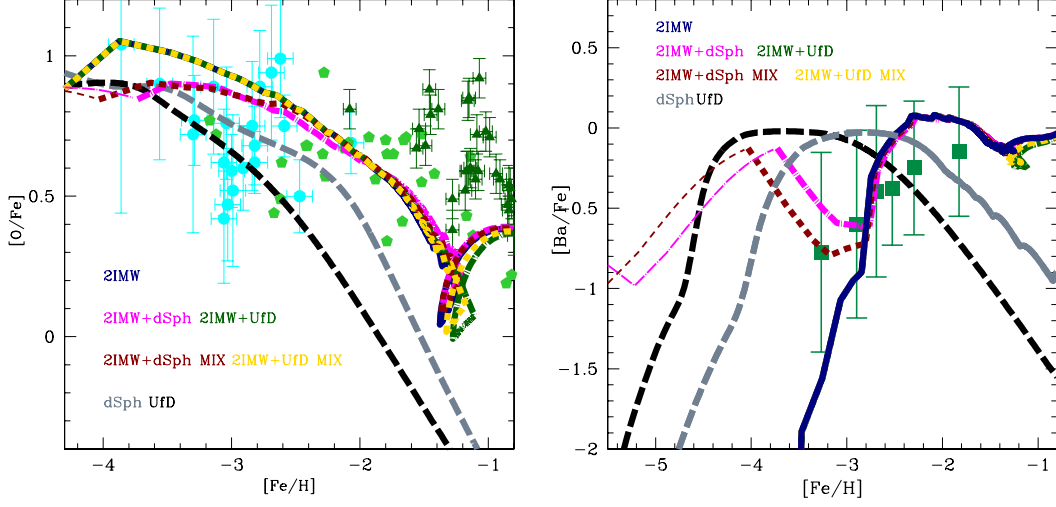 [O/Fe]
1
0.5
0
2IMW
2IMW+dSph 2IMW+UfD
2IMW+dSph MIX 2IMW+UfD MIX
dSph UfD
−4 −3 −2 −1
[Fe/H]
[Ba/Fe]
2IMW
2IMW+dSph 2IMW+UfD
2IMW+dSph MIX 2IMW+UfD MIX
dSph UfD
0.5
0
−0.5
−1
−1.5
−2
−5 −4 −3 −2 −1
[Fe/H]